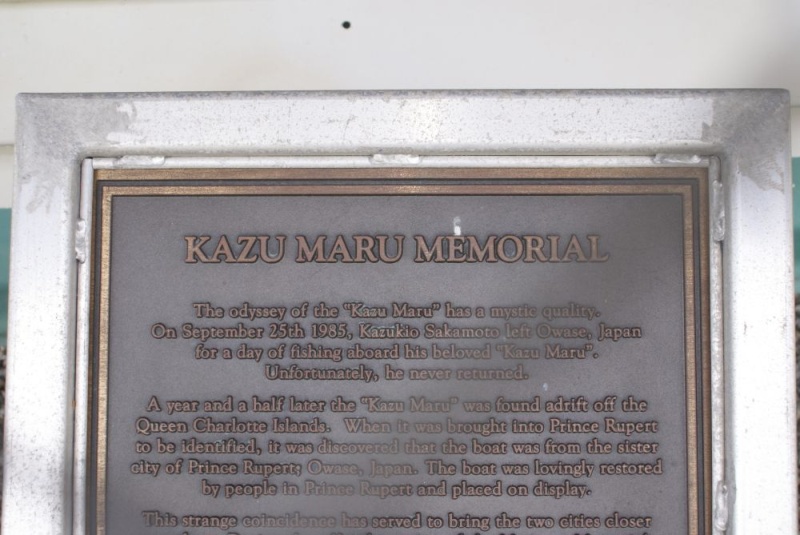 KAZU MARU MEMORIAL
The odyssey of the "Kazu Maru" has a mystic quality.
On September 25th 1985, Kazukio Sakamoto left Owase, Japan
for a day of fishing aboard his beloved "Kazu Maru".
Unfortunately, he never returned.
A year and a half later the "Kazu Maru" was found adrift off the
Queen Charlotte Islands. When it was brought into Prince Rupert
to be identified, it was discovered that the boat was from the sister
city of Prince Rupert; Owase, Japan. The boat was lovingly restored
by people in Prince Rupert and placed on display.
This strange coincidence has served to bring the two cities closer